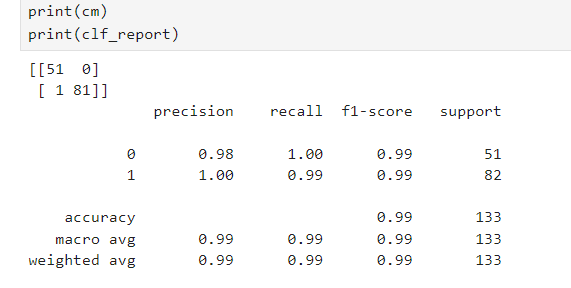 print(cm)
print(clf_report)
[[51  0]
 [ 1 81]]
              precision    recall  f1-score   support

           0       0.98      1.00      0.99        51
           1       1.00      0.99      0.99        82

    accuracy                           0.99       133
   macro avg       0.99      0.99      0.99       133
weighted avg       0.99      0.99      0.99       133